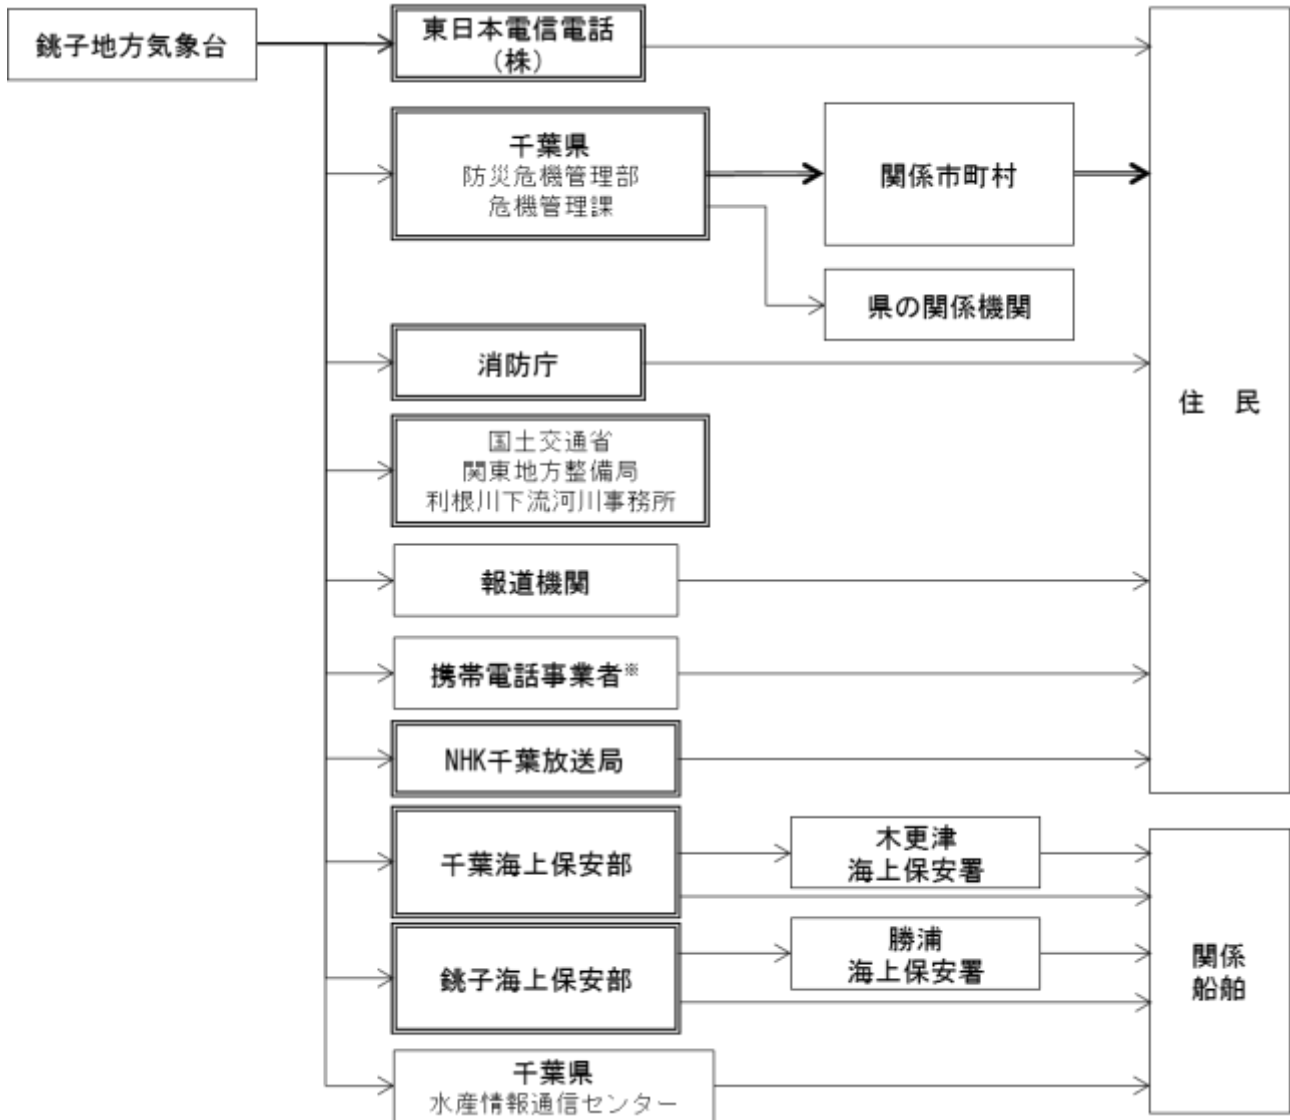 銚子地方気象台
東日本電信電話
（株）
千葉県
防災危機管理部
危機管理課
関係市町村
県の関係機関
消防庁
国土交通省
関東地方整備局
利根川下流河川事務所
報道機関
携帯電話事業者※
NHK千葉放送局
住　民
千葉海上保安部
木更津
海上保安署
銚子海上保安部
勝浦
海上保安署
千葉県
水産情報通信センター
関係
船舶